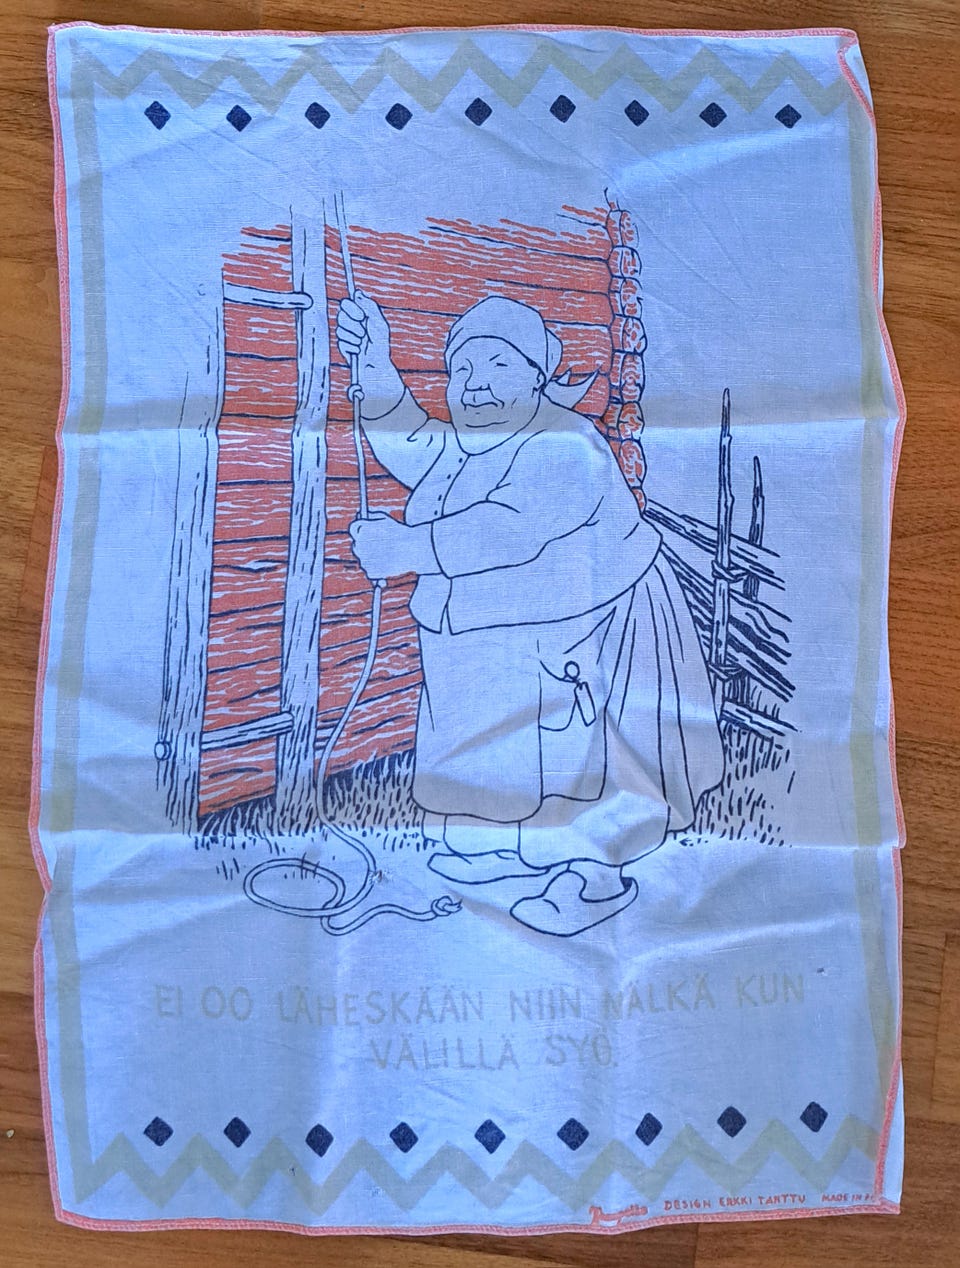 EI OO LÄHESKÄÄN NIIN NÄLKÄ KUN
VÄLILLÄ SYÖ.
DESIGN ERKKI TANTTU MADE IN